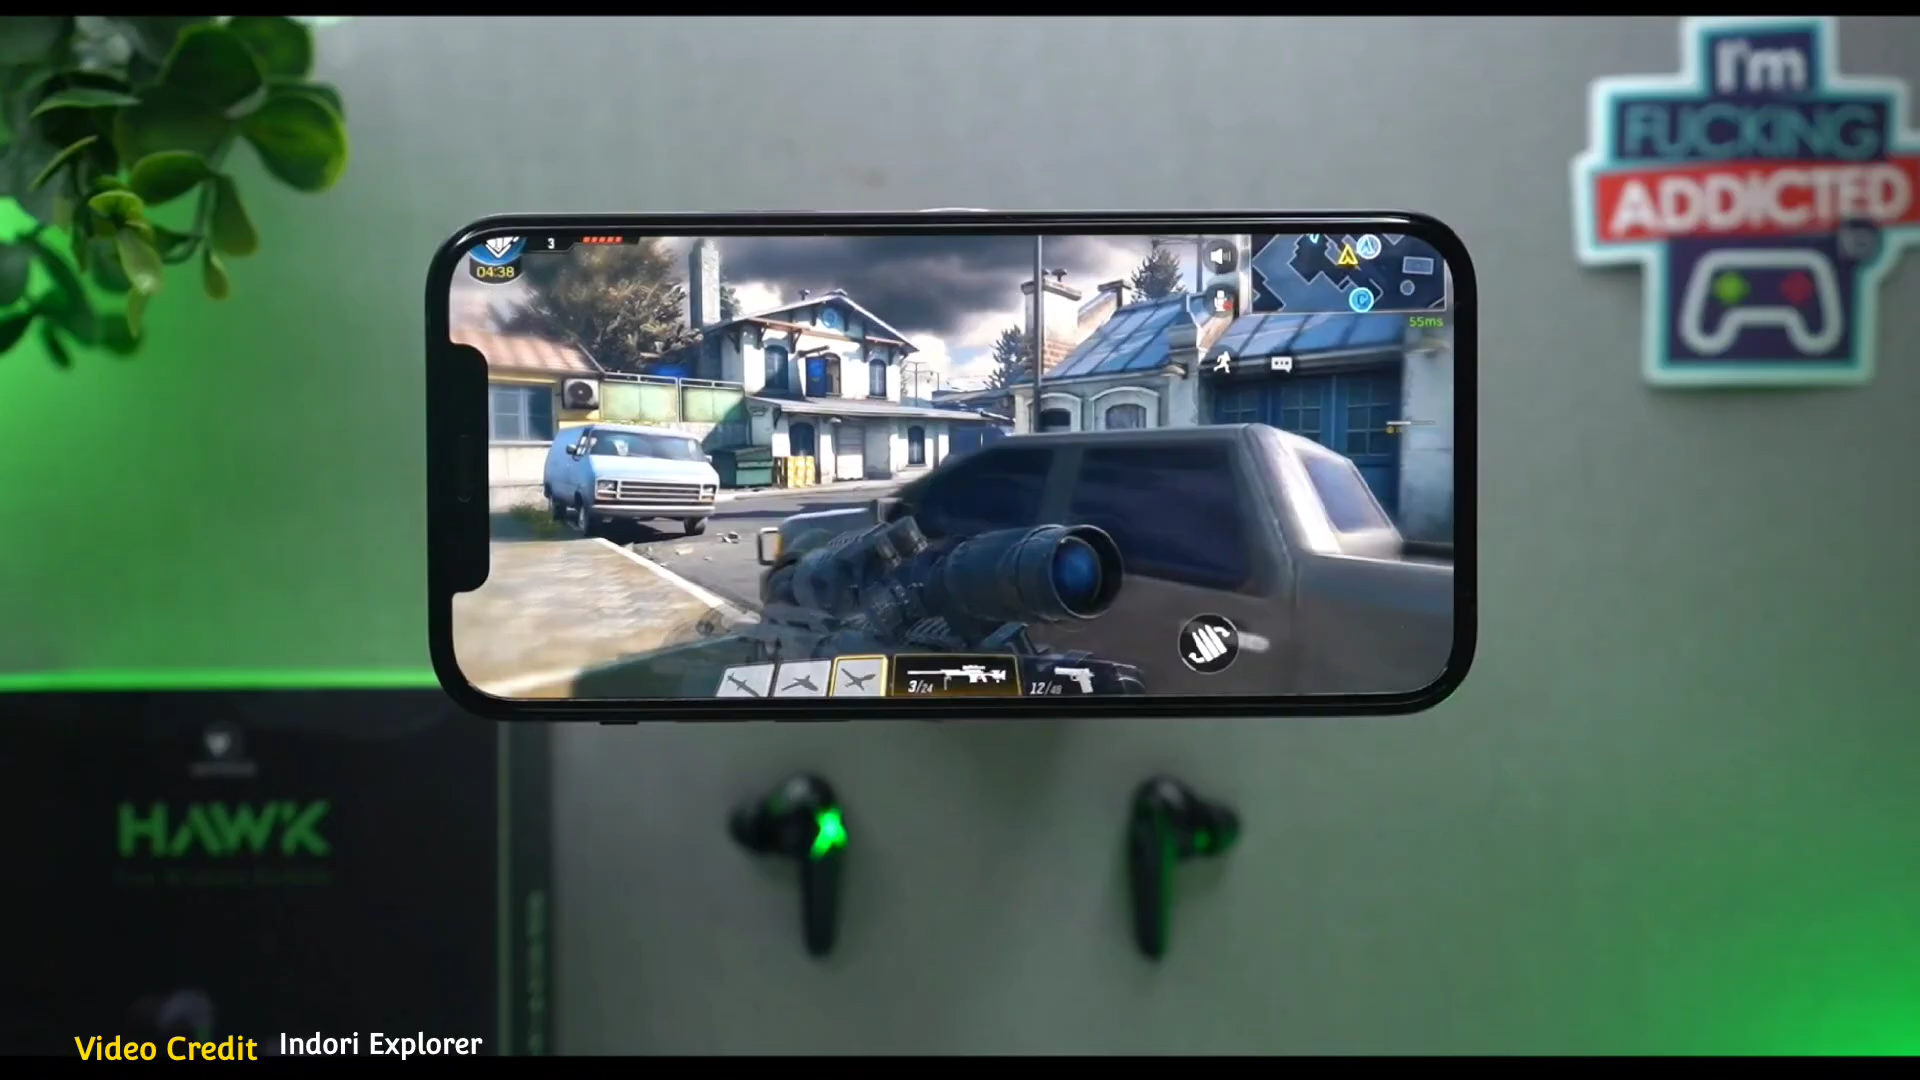 I'm
FUCKING
ADDICTED
3
04:38
A
C
55ms
3/24
12/48
HAWK
Video Credit Indori Explorer